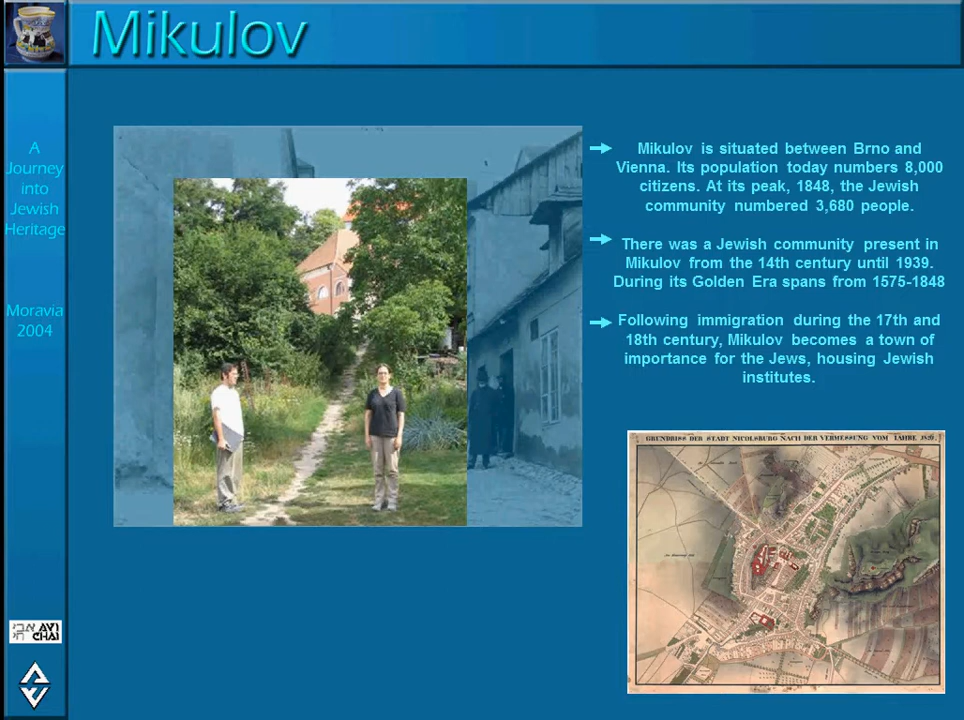 Mikulov
A
Journey
into
Jewish
Heritage
Moravia
2004
Mikulov is situated between Brno and
Vienna. Its population today numbers 8,000
citizens. At its peak, 1848, the Jewish
community numbered 3,680 people.
There was a Jewish community present in
Mikulov from the 14th century until 1939.
During its Golden Era spans from 1575-1848
Following immigration during the 17th and
18th century, Mikulov becomes a town of
importance for the Jews, housing Jewish
institutes.
GRUNDRISS DER STADT NICOLSBURG NACH DER VERMESSUNG VOM JAHRE
אבי AVI
חי CHAI